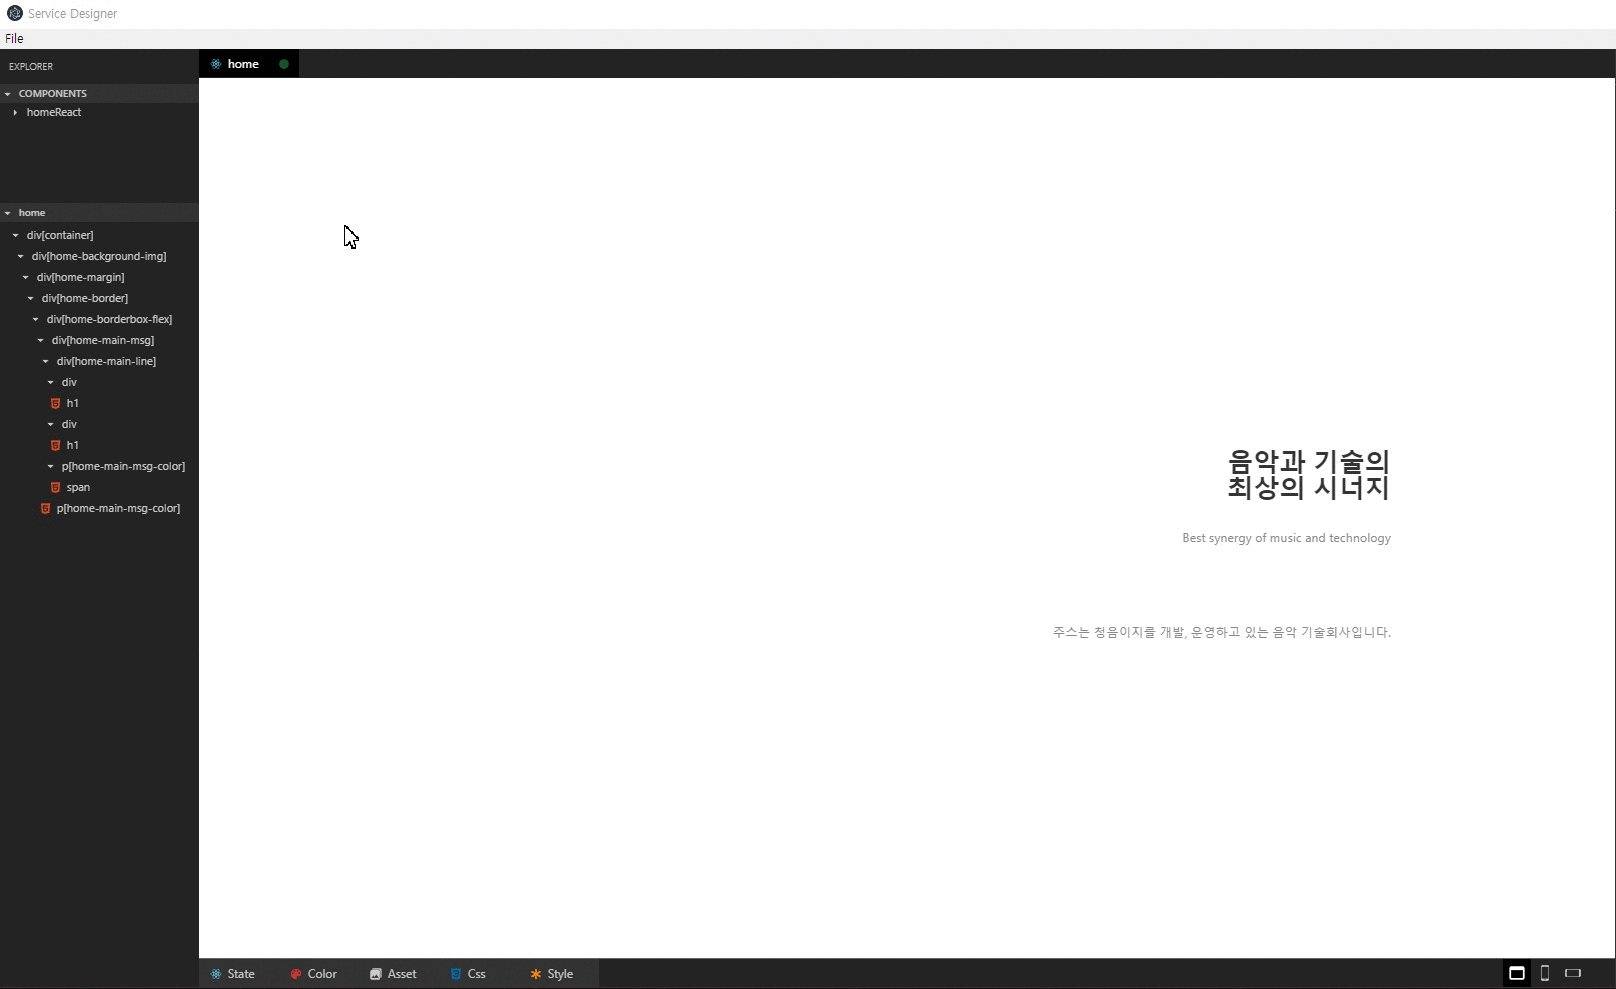 Service Designer
File
EXPLORER
COMPONENTS
homeReact
home
div[container]
div[home-background-img]
div[home-margin]
div[home-border]
div[home-borderbox-flex]
div[home-main-msg]
div[home-main-line]
div
h1
div
h1
p[home-main-msg-color]
span
p[home-main-msg-color]
home
음악과 기술의
최상의 시너지
Best synergy of music and technology
주스는 청음이지를 개발, 운영하고 있는 음악 기술회사입니다.
State Color Asset Css Style